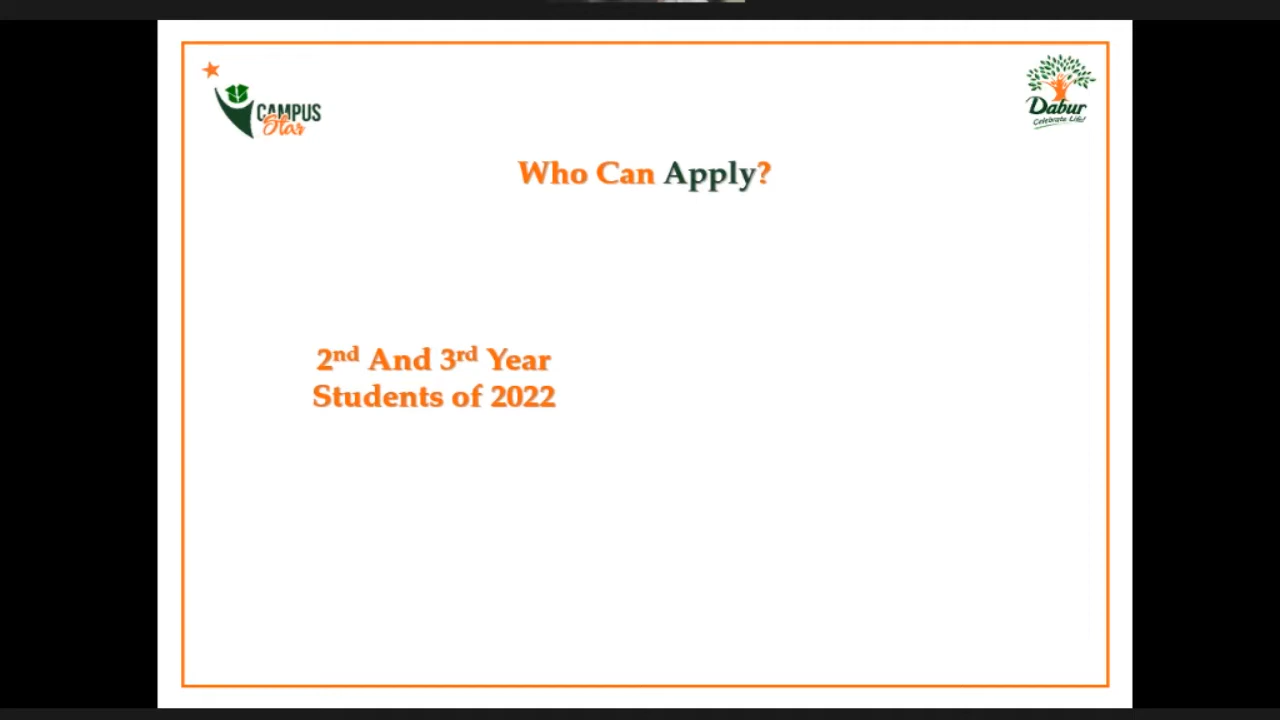 CAMPUS
Star
Dabur
Celebrate Life!
Who Can Apply?
2nd And 3rd Year
Students of 2022